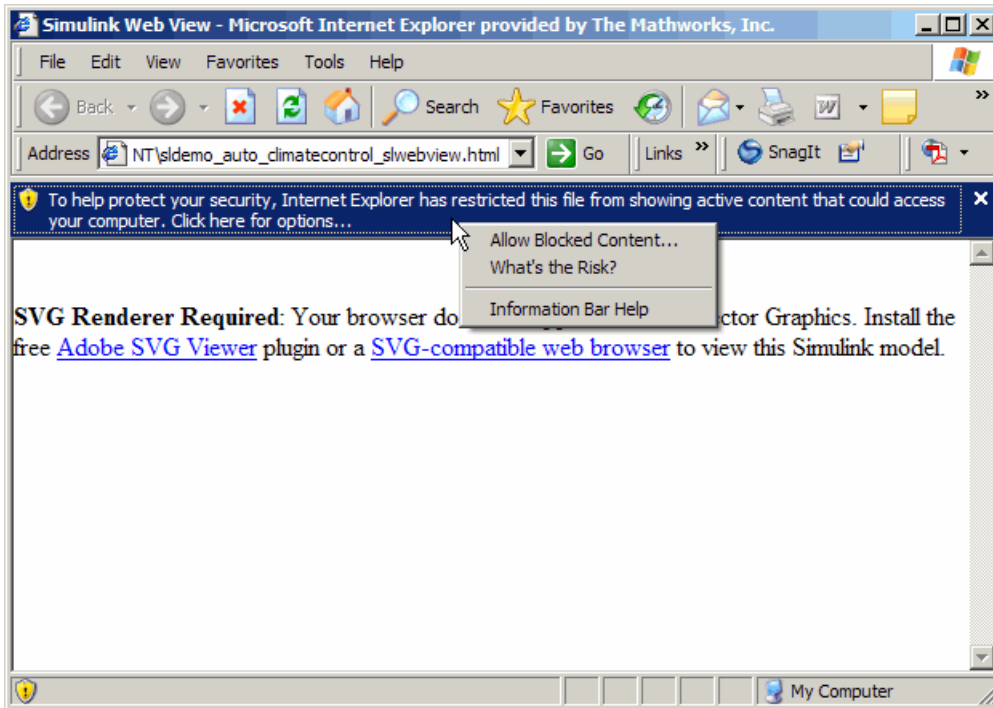 Simulink Web View - Microsoft Internet Explorer provided by The Mathworks, Inc.
File Edit View Favorites Tools Help
Back Search Favorites W »
Address NT\sldemo_auto_climatecontrol_slwebview.html Go Links » SnagIt
To help protect your security, Internet Explorer has restricted this file from showing active content that could access
your computer. Click here for options...
Allow Blocked Content...
What's the Risk?
Information Bar Help
SVG Renderer Required: Your browser do ector Graphics. Install the
free Adobe SVG Viewer plugin or a SVG-compatible web browser to view this Simulink model.
My Computer